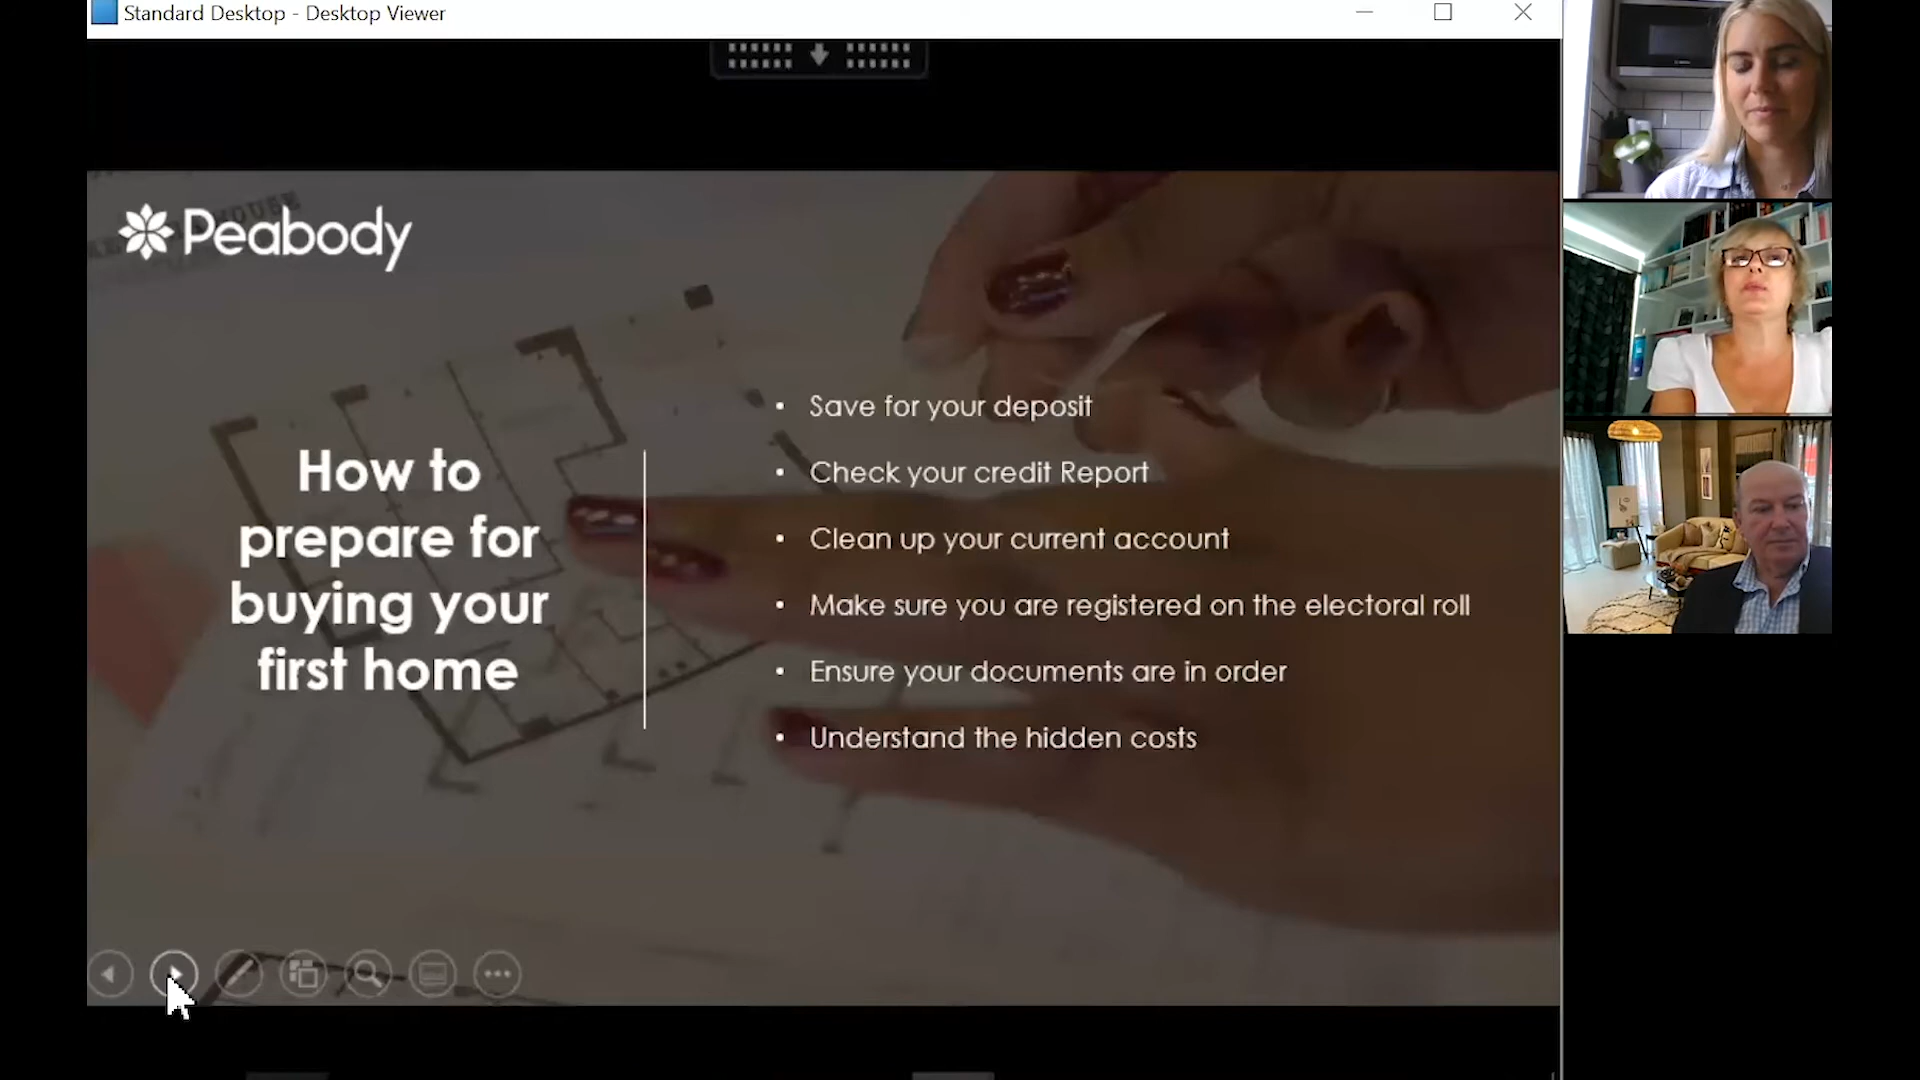 Standard Desktop - Desktop Viewer
Peabody
How to
prepare for
buying your
first home
• Save for your deposit
• Check your credit Report
• Clean up your current account
• Make sure you are registered on the electoral roll
• Ensure your documents are in order
• Understand the hidden costs